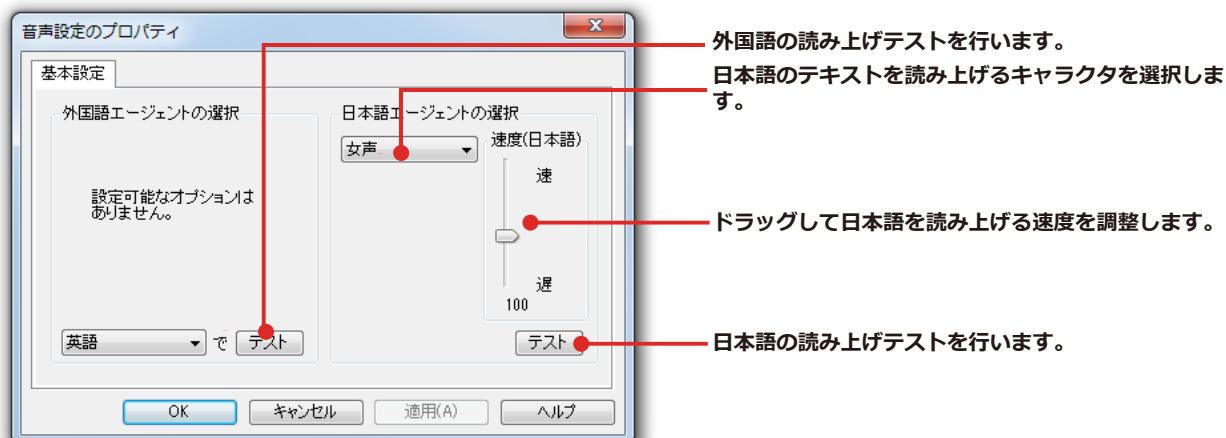 音声設定のプロパティ
基本設定
外国語エージェントの選択
設定可能なオプションは
ありません。
英語
で
テスト
日本語エージェントの選択
女声
速度(日本語)
速
遅
100
テスト
OK
キャンセル
適用(A)
ヘルプ
外国語の読み上げテストを行います。
日本語のテキストを読み上げるキャラクタを選択しま
す。
ドラッグして日本語を読み上げる速度を調整します。
日本語の読み上げテストを行います。